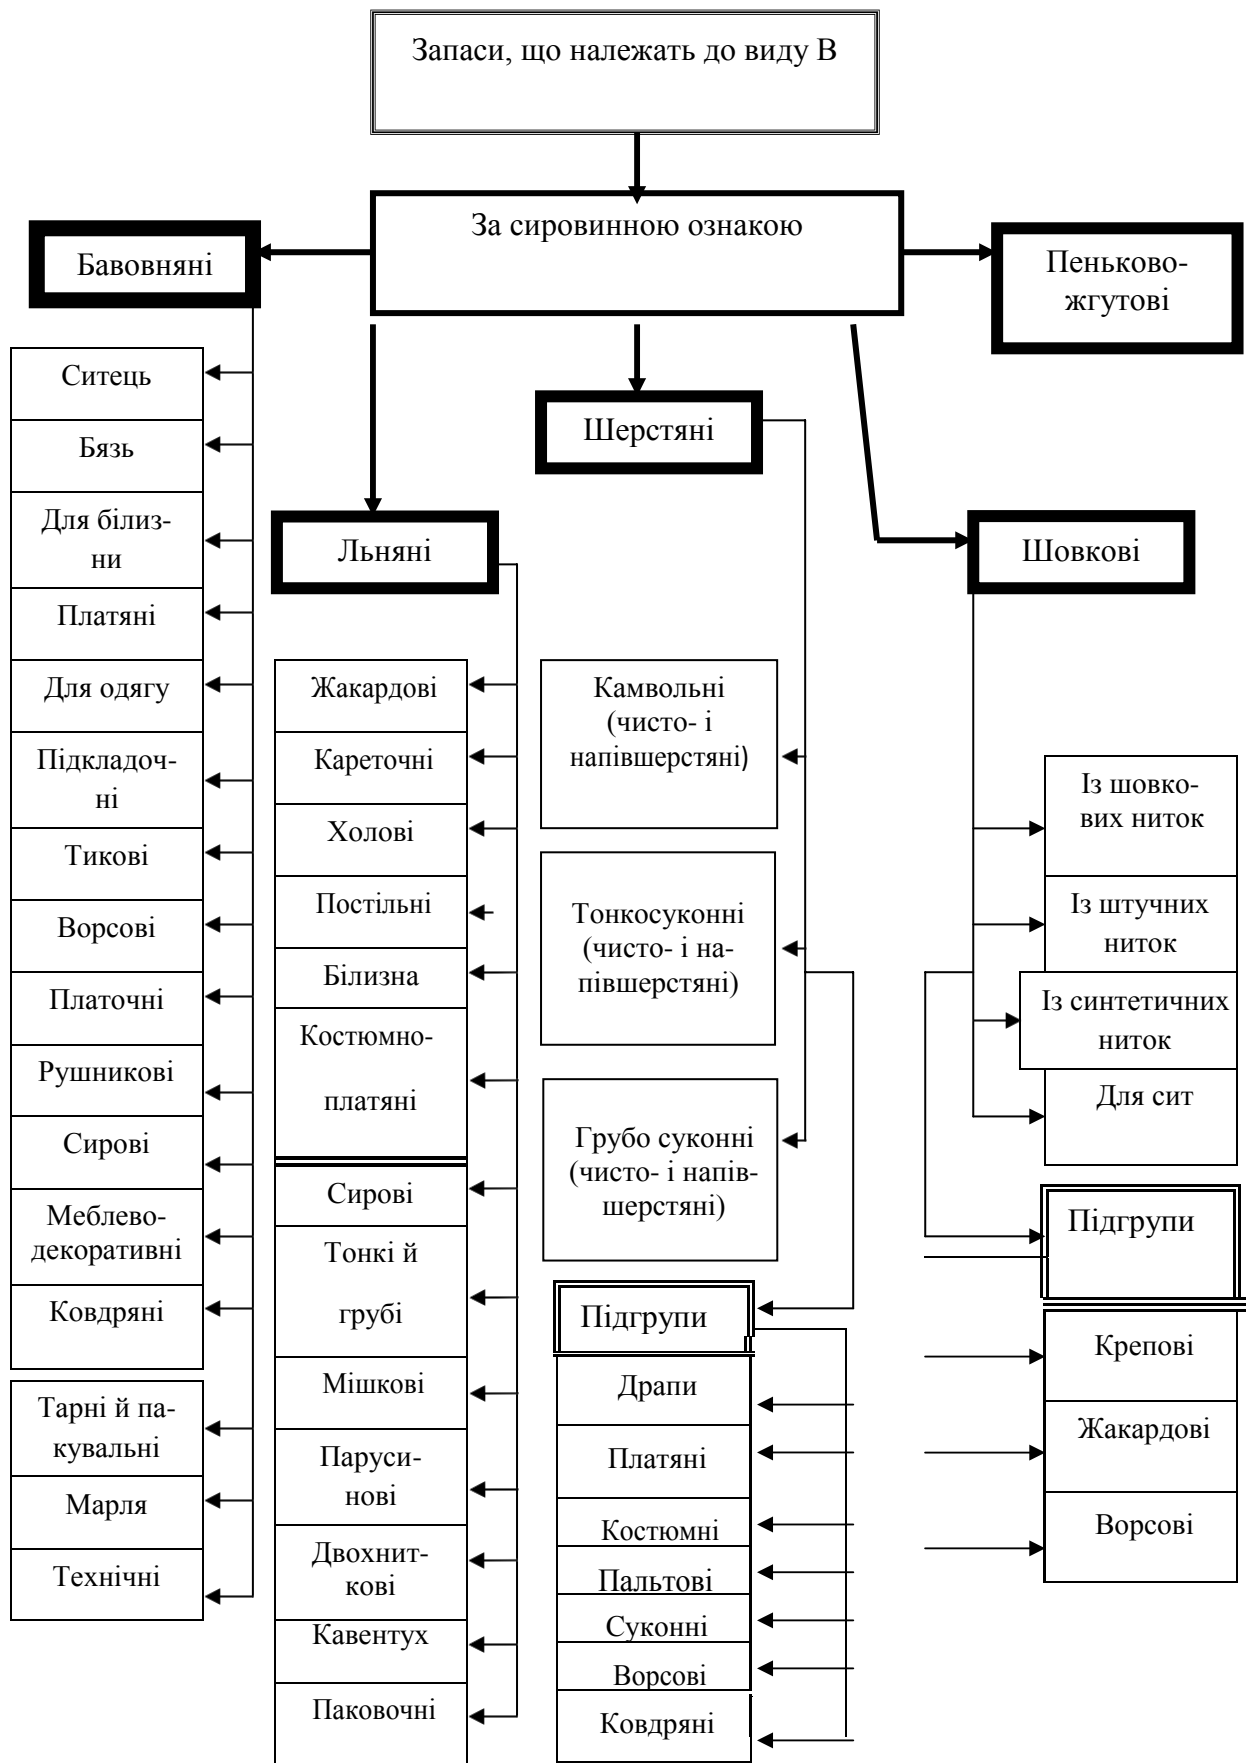 Запаси, що належать до виду В
За сировинною ознакою
Бавовняні
Ситець
Бязь
Для білиз-
ни
Платяні
Для одягу
Підкладоч-
ні
Тикові
Ворсові
Платочні
Рушникові
Сирові
Меблево-
декоративні
Ковдряні
Тарні й па-
кувальні
Марля
Технічні
Льняні
Жакардові
Кареточні
Холові
Постільні
Білизна
Костюмно-
платяні
Сирові
Тонкі й
грубі
Мішкові
Паруси-
нові
Двохнит-
кові
Кавентух
Паковочні
Шерстяні
Камвольні
(чисто- і
напівшерстяні)
Тонкосуконні
(чисто- і на-
півшерстяні)
Грубо суконні
(чисто- і напів-
шерстяні)
Підгрупи
Драпи
Платяні
Костюмні
Пальтові
Суконні
Ворсові
Ковдряні
Шовкові
Із шовко-
вих ниток
Із штучних
ниток
Із синтетичних
ниток
Для сит
Підгрупи
Крепові
Жакардові
Ворсові
Пеньково-
жгутові